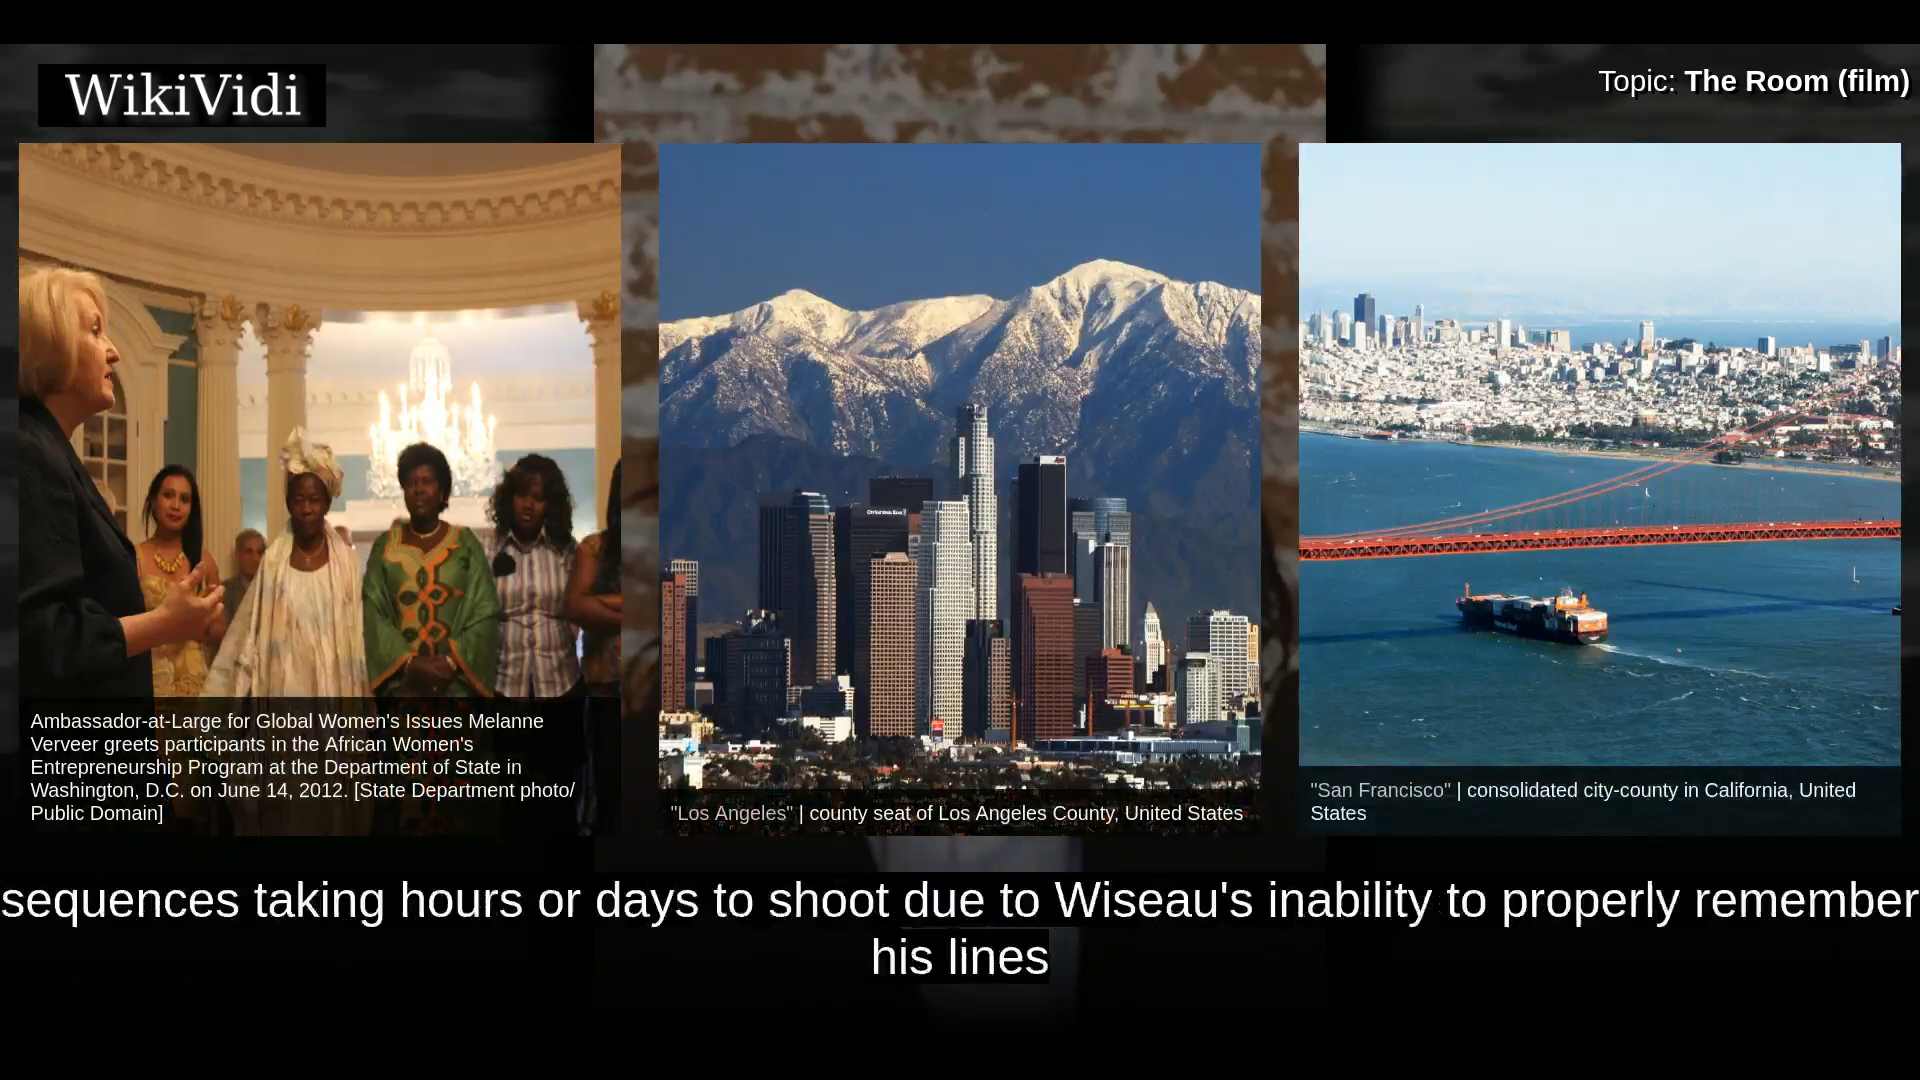 WikiVidi
Topic: The Room (film)
Ambassador-at-Large for Global Women's Issues Melanne
Verveer greets participants in the African Women's
Entrepreneurship Program at the Department of State in
Washington, D.C. on June 14, 2012. [State Department photo/
Public Domain]
"Los Angeles" | county seat of Los Angeles County, United States
"San Francisco" | consolidated city-county in California, United
States
sequences taking hours or days to shoot due to Wiseau's inability to properly remember
his lines